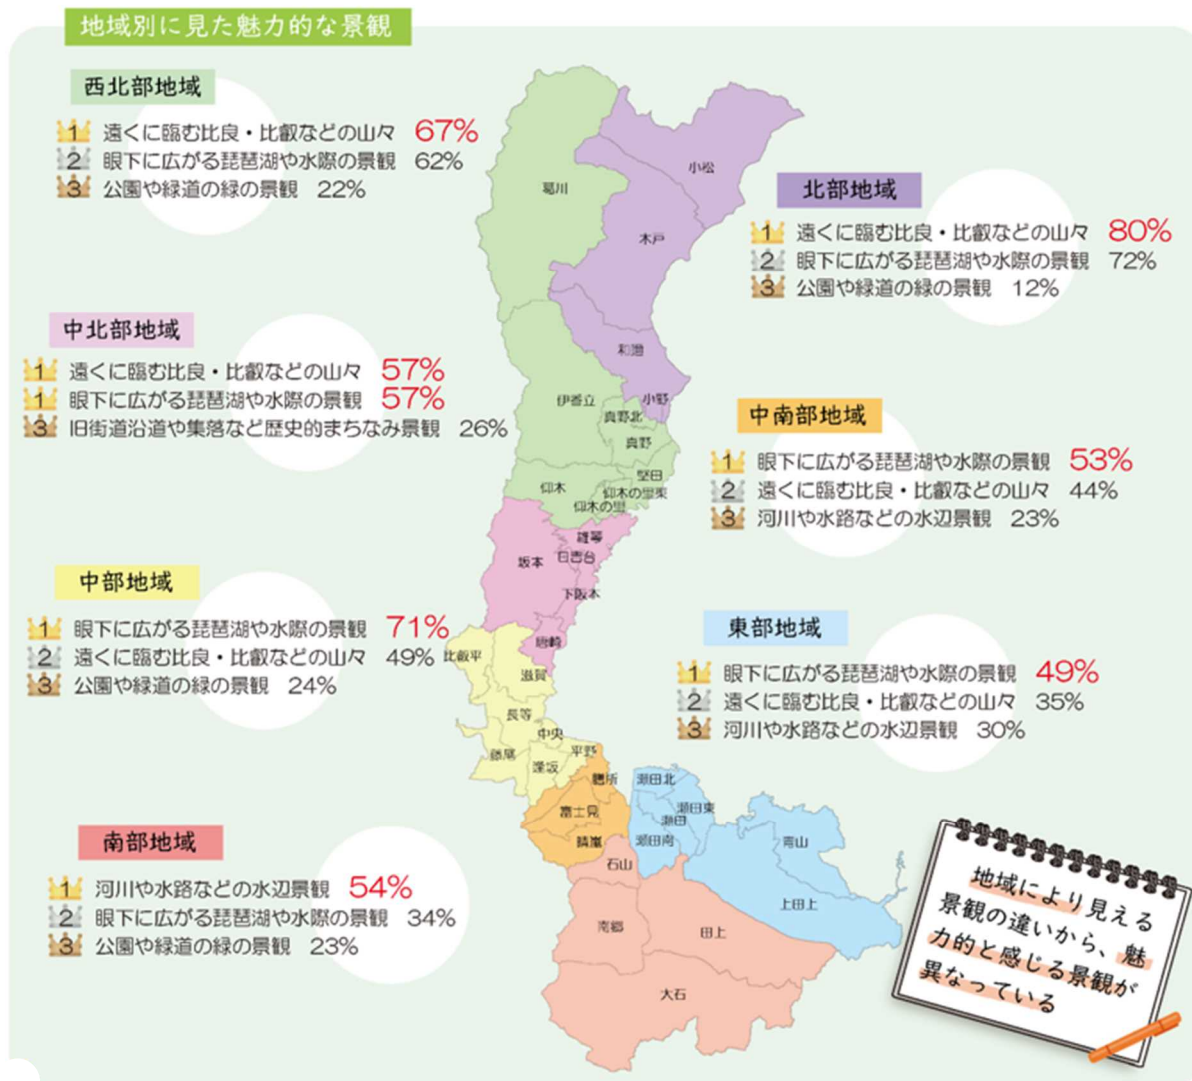 地域別に見た魅力的な景観
西北部地域
1 遠くに臨む比良・比叡などの山々 67%
2 眼下に広がる琵琶湖や水際の景観 62%
3 公園や緑道の緑の景観 22%
北部地域
1 遠くに臨む比良・比叡などの山々 80%
2 眼下に広がる琵琶湖や水際の景観 72%
3 公園や緑道の緑の景観 12%
中北部地域
1 遠くに臨む比良・比叡などの山々 57%
1 眼下に広がる琵琶湖や水際の景観 57%
3 旧街道沿道や集落など歴史的まちなみ景観 26%
中南部地域
1 眼下に広がる琵琶湖や水際の景観 53%
2 遠くに臨む比良・比叡などの山々 44%
3 河川や水路などの水辺景観 23%
中部地域
1 眼下に広がる琵琶湖や水際の景観 71%
2 遠くに臨む比良・比叡などの山々 49%
3 公園や緑道の緑の景観 24%
東部地域
1 眼下に広がる琵琶湖や水際の景観 49%
2 遠くに臨む比良・比叡などの山々 35%
3 河川や水路などの水辺景観 30%
南部地域
1 河川や水路などの水辺景観 54%
2 眼下に広がる琵琶湖や水際の景観 34%
3 公園や緑道の緑の景観 23%
小松
葛川
木戸
和邇
小野
伊香立
真野北
真野
堅田
仰木
仰木の里東
仰木の里
雄琴
日吉台
坂本
下阪本
唐崎
比叡平
滋賀
長等
中央
藤尾
逢坂
平野
膳所
富士見
晴嵐
瀬田北
瀬田東
瀬田
瀬田南
青山
上田上
石山
南郷
田上
大石
地域により見える
景観の違いから、魅
力的と感じる景観が
異なっている